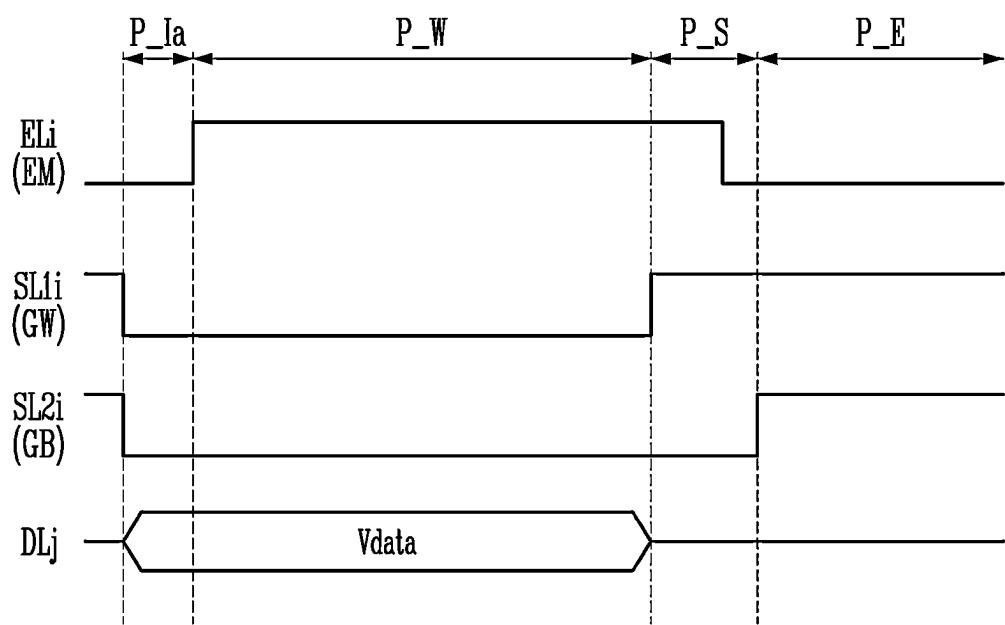 P_Ia
P_W
P_S
P_E
ELi
(EM)
SL1i
(GW)
SL2i
(GB)
DLj
Vdata